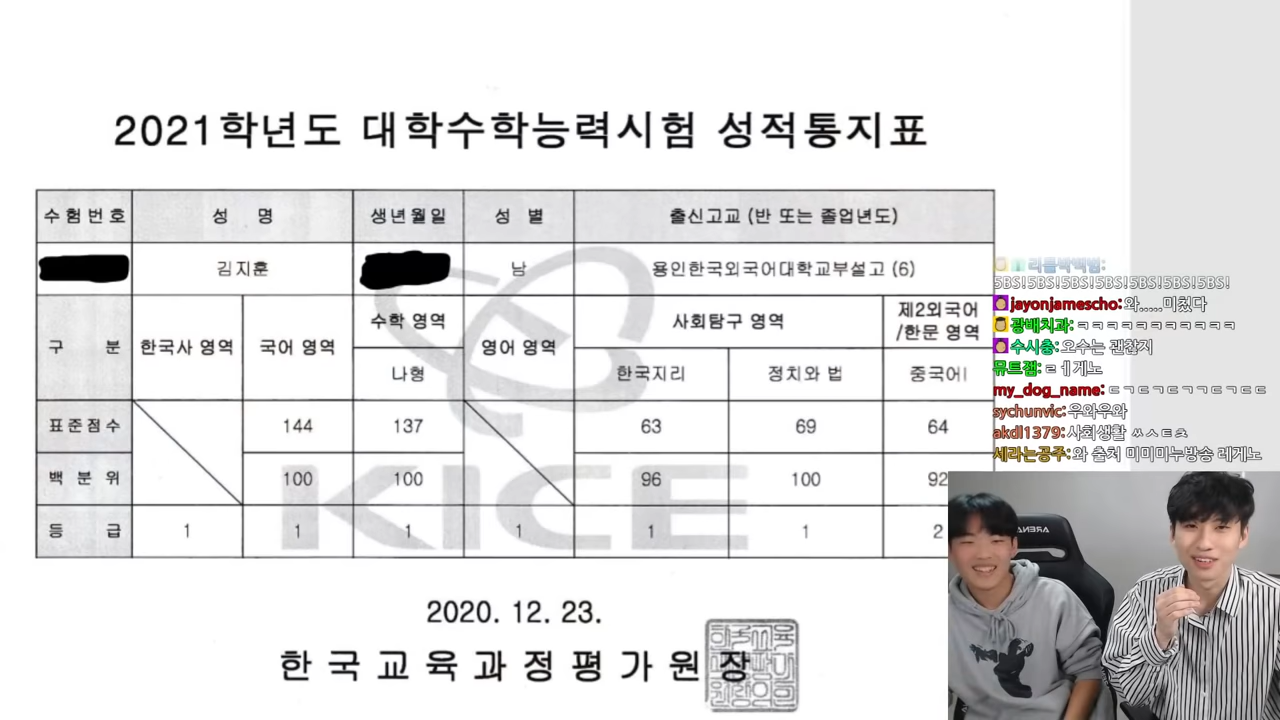 2021학년도 대학수학능력시험 성적통지표
수험번호 성 명 생년월일 성 별 출신고교 (반 또는 졸업년도)
김지훈 남 용인한국외국어대학교부설고 (6)
구 분 한국사 영역 국어 영역 수학 영역 영어 영역 사회탐구 영역 제2외국어
/한문 영역
나형 한국지리 정치와 법 중국어Ⅰ
표준점수 144 137 63 69 64
백 분 위 100 100 96 100 92
등 급 1 1 1 1 1 1 2
KICE
2020. 12. 23.
한국교육과정평가원장
5BS!5BS!5BS!5BS!5BS!5BS!5BS!
jayonjamescho: 와.....미쳤다
광배치과: ㅋㅋㅋㅋㅋㅋㅋㅋㅋㅋㅋ
수시충: 오수는 괜찮지
뮤트잼: ㄹㅔ게노
my_dog_name: ㄷㄱㄷㄱㄷㄱㄱㄷㄱㄷㄷ
sychunvic: 우와우와
akdl1379: 사회생활 ㅆㅅㅌㅊ
세라는공주: 와 출처 미미미누방송 레게노
ARENA